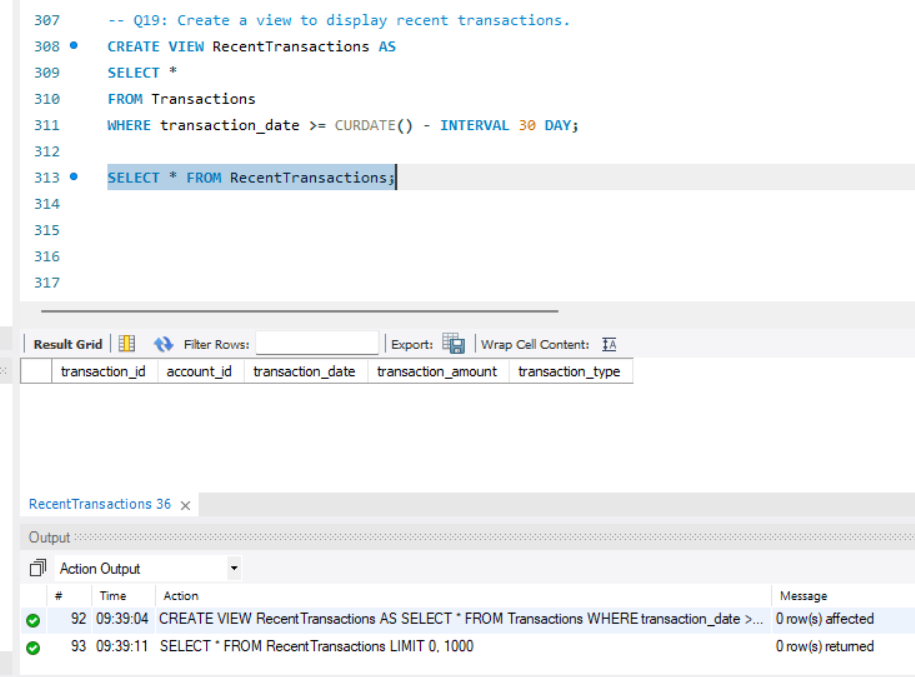 307 -- Q19: Create a view to display recent transactions.
308 CREATE VIEW RecentTransactions AS
309 SELECT *
310 FROM Transactions
311 WHERE transaction_date >= CURDATE() - INTERVAL 30 DAY;
312
313 SELECT * FROM RecentTransactions;
314
315
316
317
Result Grid Filter Rows: Export: Wrap Cell Content:
transaction_id account_id transaction_date transaction_amount transaction_type
RecentTransactions 36
Output
Action Output
# Time Action Message
92 09:39:04 CREATE VIEW RecentTransactions AS SELECT * FROM Transactions WHERE transaction_date >... 0 row(s) affected
93 09:39:11 SELECT * FROM RecentTransactions LIMIT 0, 1000 0 row(s) returned